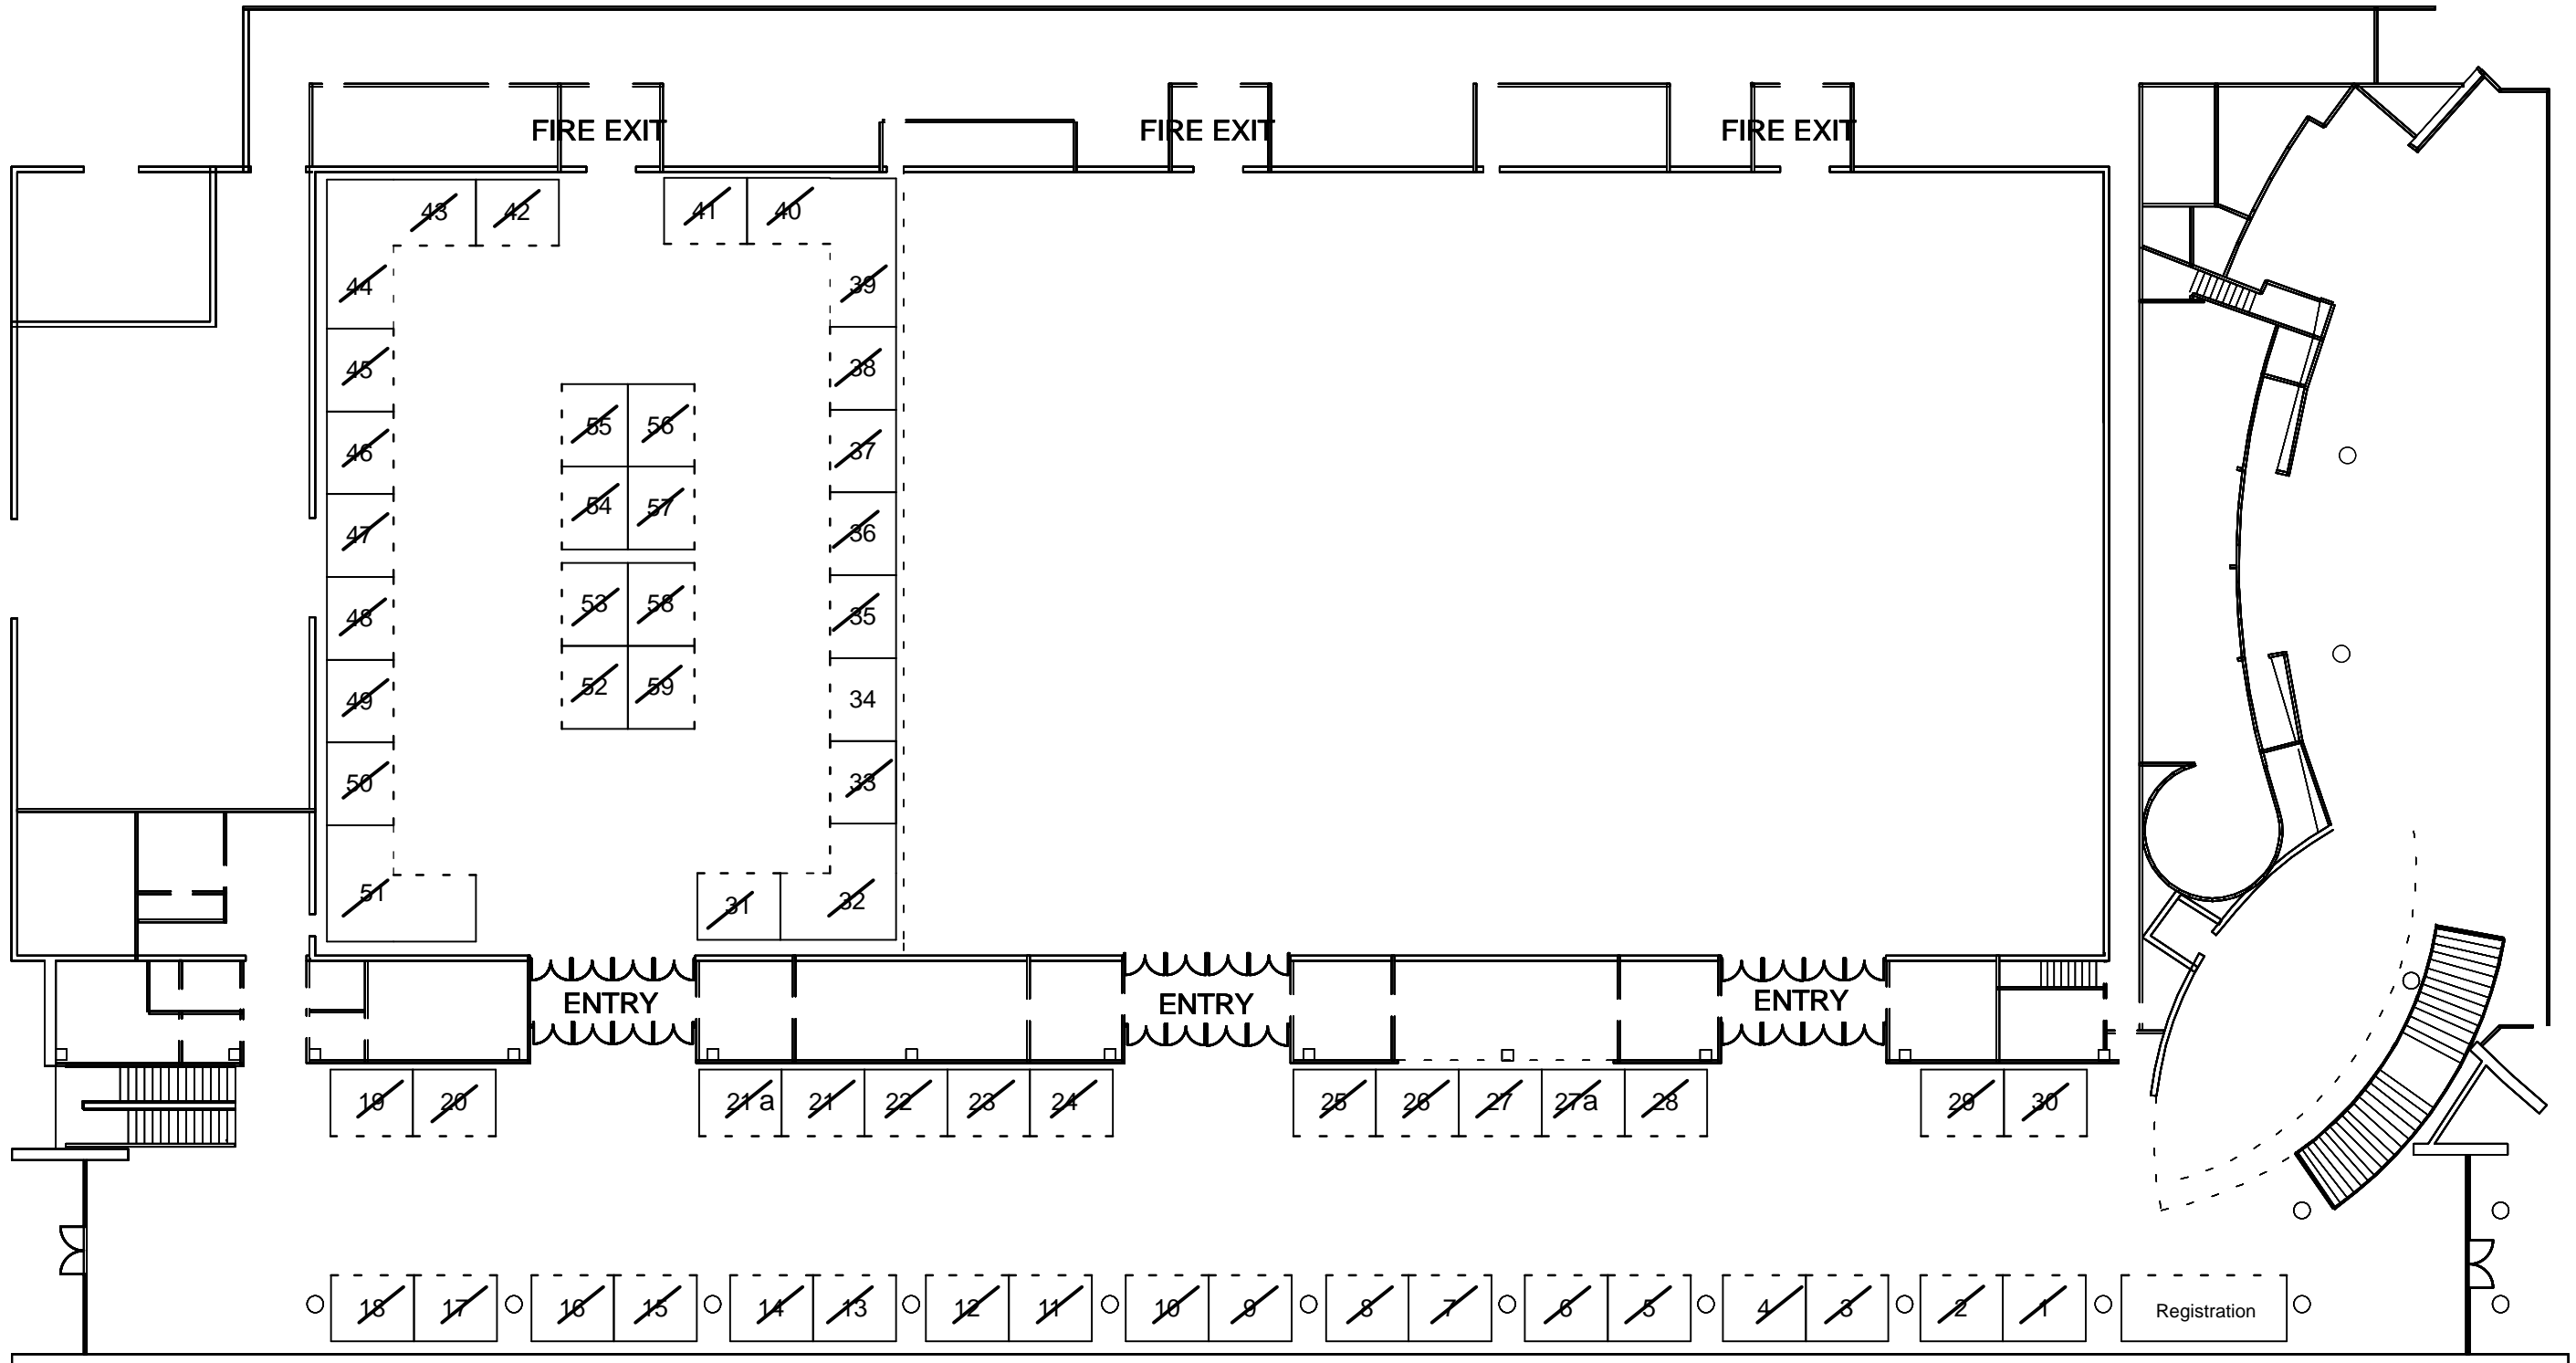 FIRE EXIT FIRE EXIT FIRE EXIT
43 42 41 40
44 39
45 38
55 56
46 37
54 57
47 36
53 58
48 35
52 59
49 34
50 33
51 31 32
ENTRY ENTRY ENTRY
19 20 21 a 21 22 23 24 25 26 27 27a 28 29 30
18 17 16 15 14 13 12 11 10 9 8 7 6 5 4 3 2 1 Registration